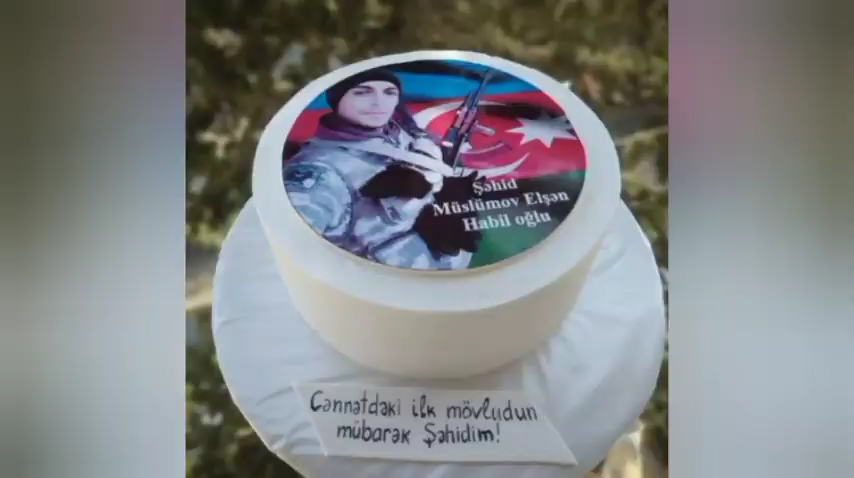 Şəhid
Müslümov Elşən
Habil oğlu
Cənnətdəki ilk mövludun
mübarək Şəhidim!